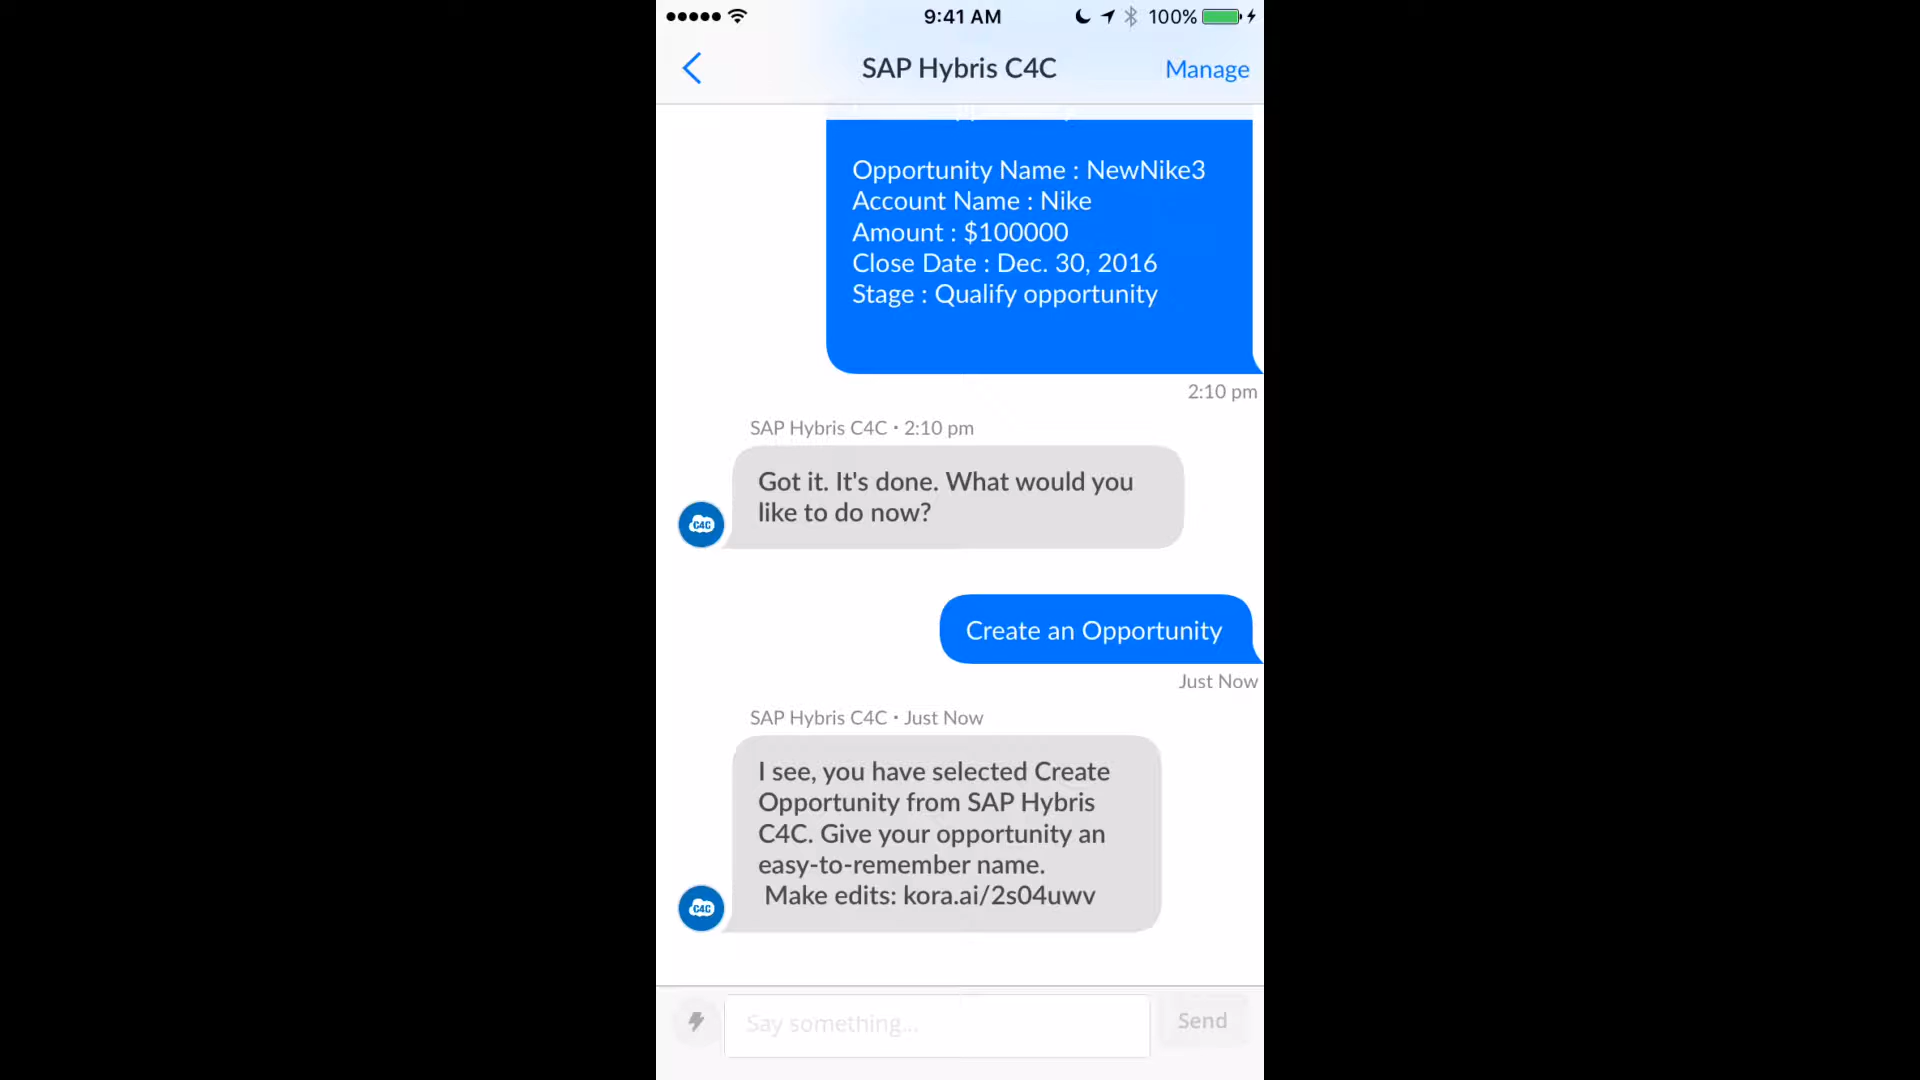 9:41 AM
100%
SAP Hybris C4C
Manage
Opportunity Name : NewNike3
Account Name : Nike
Amount : $100000
Close Date : Dec. 30, 2016
Stage : Qualify opportunity
2:10 pm
SAP Hybris C4C • 2:10 pm
Got it. It's done. What would you
like to do now?
C4C
Create an Opportunity
Just Now
SAP Hybris C4C • Just Now
I see, you have selected Create
Opportunity from SAP Hybris
C4C. Give your opportunity an
easy-to-remember name.
Make edits: kora.ai/2s04uwv
C4C
Say something...
Send